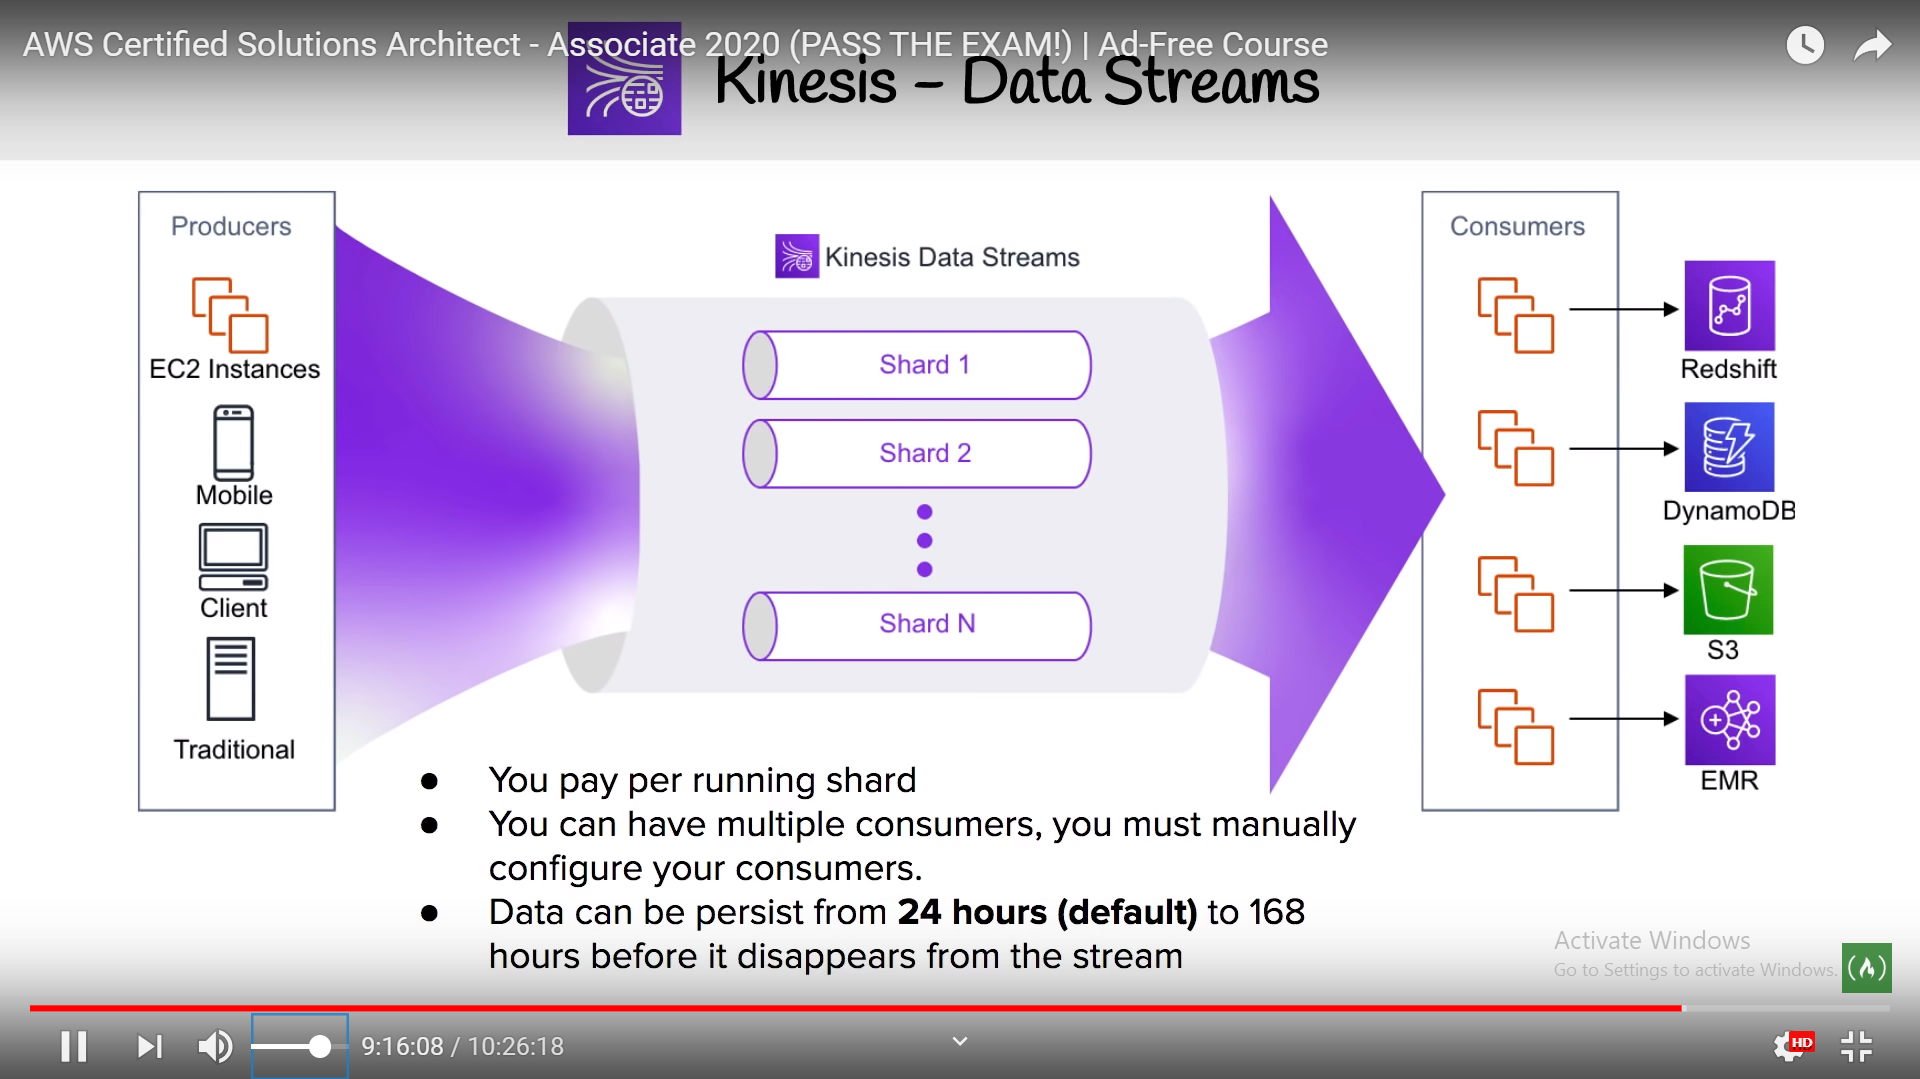 AWS Certified Solutions Architect - Associate 2020 (PASS THE EXAM!) | Ad-Free Course
Kinesis – Data Streams
Producers
EC2 Instances
Mobile
Client
Traditional
Kinesis Data Streams
Shard 1
Shard 2
Shard N
Consumers
Redshift
DynamoDB
S3
EMR
● You pay per running shard
● You can have multiple consumers, you must manually
configure your consumers.
● Data can be persist from 24 hours (default) to 168
hours before it disappears from the stream
Activate Windows
Go to Settings to activate Windows.
9:16:08 / 10:26:18
HD